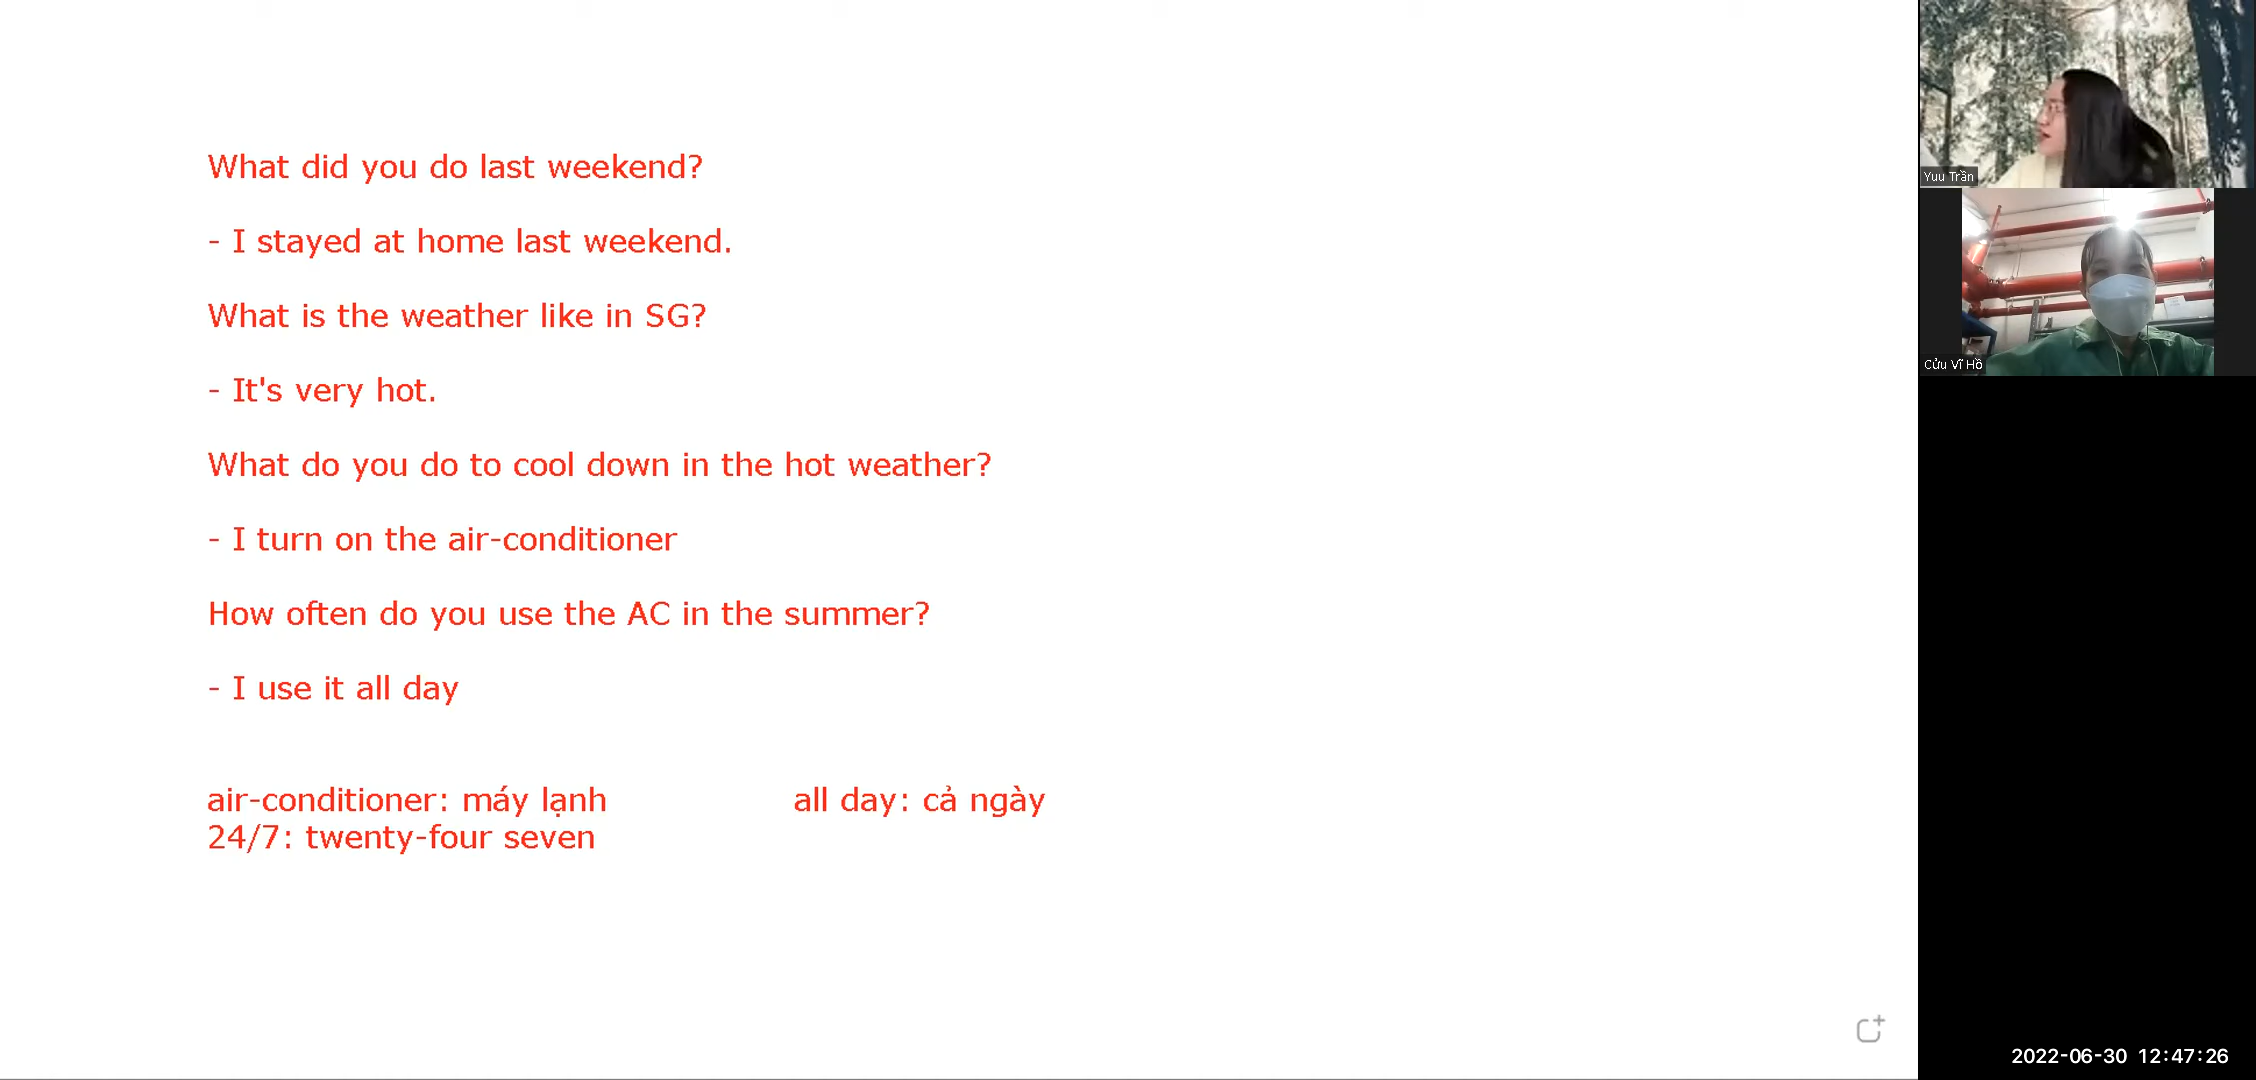 What did you do last weekend?
- I stayed at home last weekend.
What is the weather like in SG?
- It's very hot.
What do you do to cool down in the hot weather?
- I turn on the air-conditioner
How often do you use the AC in the summer?
- I use it all day
air-conditioner: máy lạnh all day: cả ngày
24/7: twenty-four seven
Yuu Trần
Cửu Vĩ Hồ
2022-06-30 12:47:26